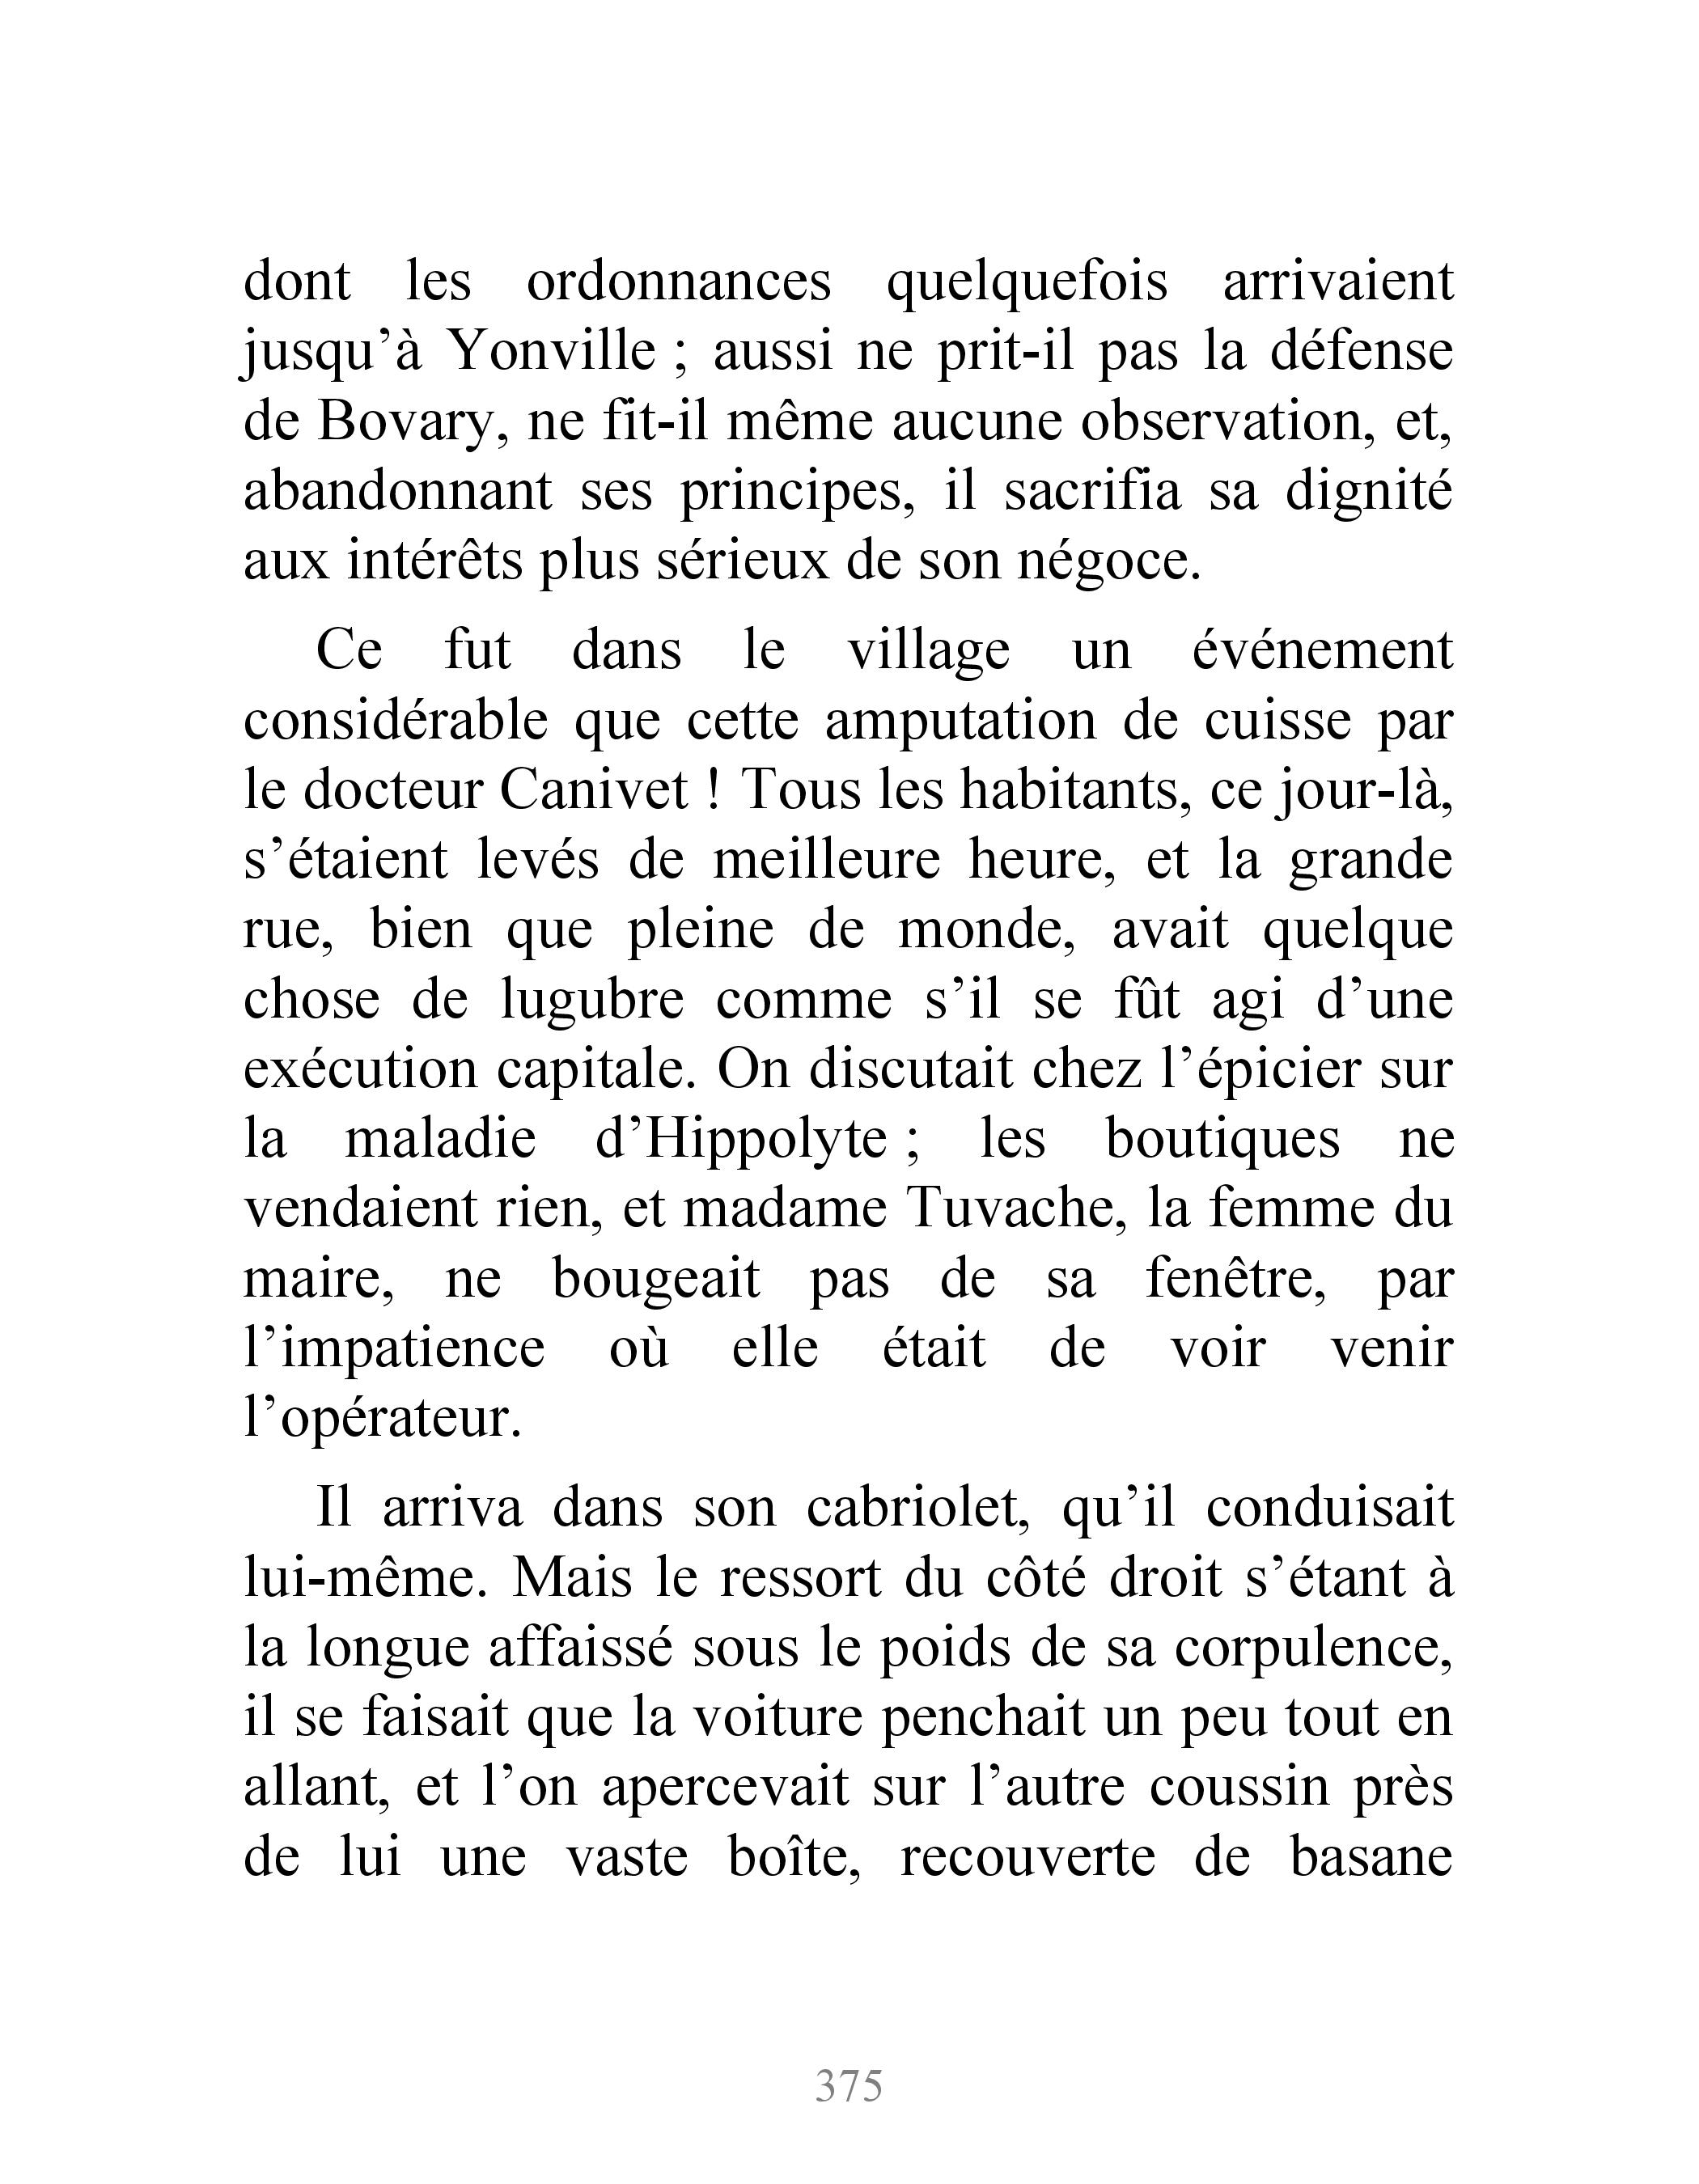 dont les ordonnances quelquefois arrivaient
jusqu’à Yonville ; aussi ne prit-il pas la défense
de Bovary, ne fit-il même aucune observation, et,
abandonnant ses principes, il sacrifia sa dignité
aux intérêts plus sérieux de son négoce.
Ce fut dans le village un événement
considérable que cette amputation de cuisse par
le docteur Canivet ! Tous les habitants, ce jour-là,
s’étaient levés de meilleure heure, et la grande
rue, bien que pleine de monde, avait quelque
chose de lugubre comme s’il se fût agi d’une
exécution capitale. On discutait chez l’épicier sur
la maladie d’Hippolyte ; les boutiques ne
vendaient rien, et madame Tuvache, la femme du
maire, ne bougeait pas de sa fenêtre, par
l’impatience où elle était de voir venir
l’opérateur.
Il arriva dans son cabriolet, qu’il conduisait
lui-même. Mais le ressort du côté droit s’étant à
la longue affaissé sous le poids de sa corpulence,
il se faisait que la voiture penchait un peu tout en
allant, et l’on apercevait sur l’autre coussin près
de lui une vaste boîte, recouverte de basane
375